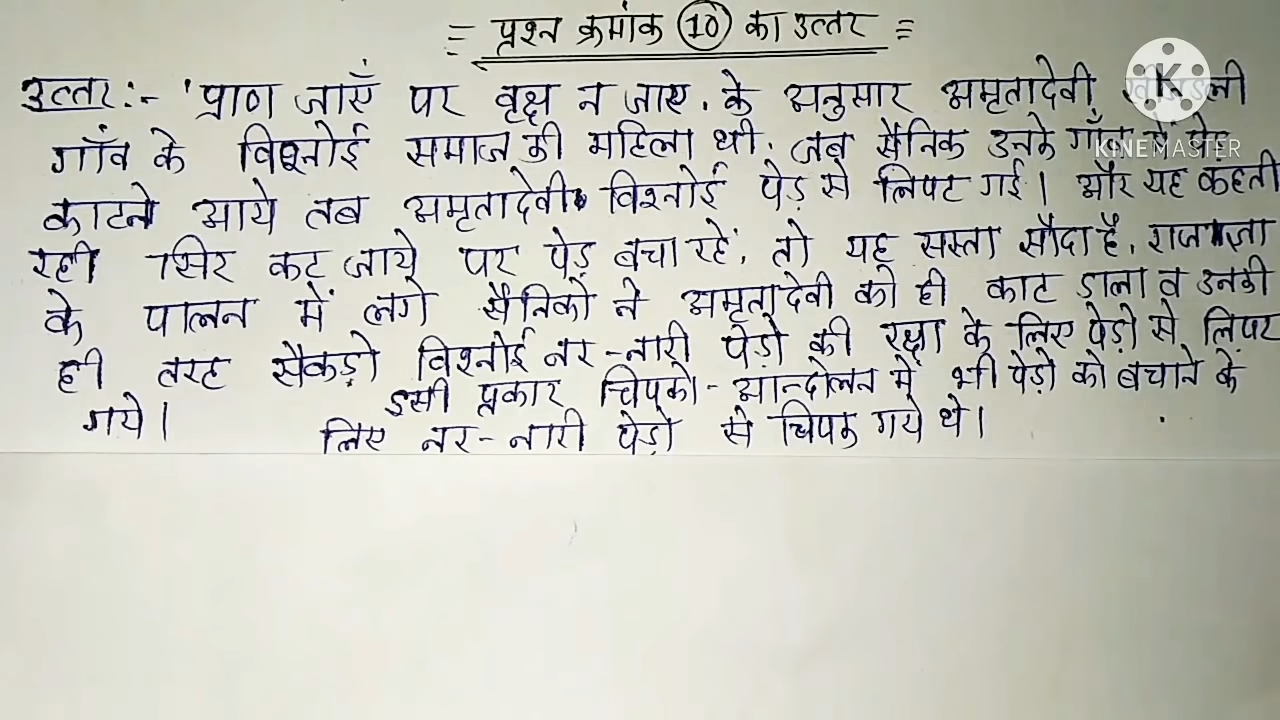 = प्रश्न क्रमांक 10 का उत्तर =
उत्तर :- 'प्राण जाएँ पर वृक्ष न जाए. के अनुसार अमृतादेवी
गाँव के विश्नोई समाज की महिला थी. जब सैनिक उनके गाँव मे पेड़
काटने आये तब अमृतादेवी विश्नोई पेड़ से लिपट गई। और यह कहती
रही सिर कट जाये पर पेड़ बचा रहे, तो यह सस्ता सौदा है, राजाज्ञा
के पालन में लगे सैनिकों ने अमृतादेवी को ही काट डाला व उनकी
ही तरह सैकड़ो विश्नोई नर-नारी पेड़ो की रक्षा के लिए पेड़ो से लिपट
गये। इसी प्रकार चिपको-आन्दोलन में भी पेड़ो को बचाने के
लिए नर-नारी पेड़ो से चिपक गये थे।
K
KINEMASTER